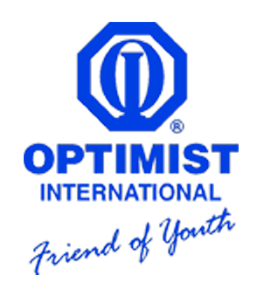 ®
OPTIMIST
INTERNATIONAL
Friend of Youth